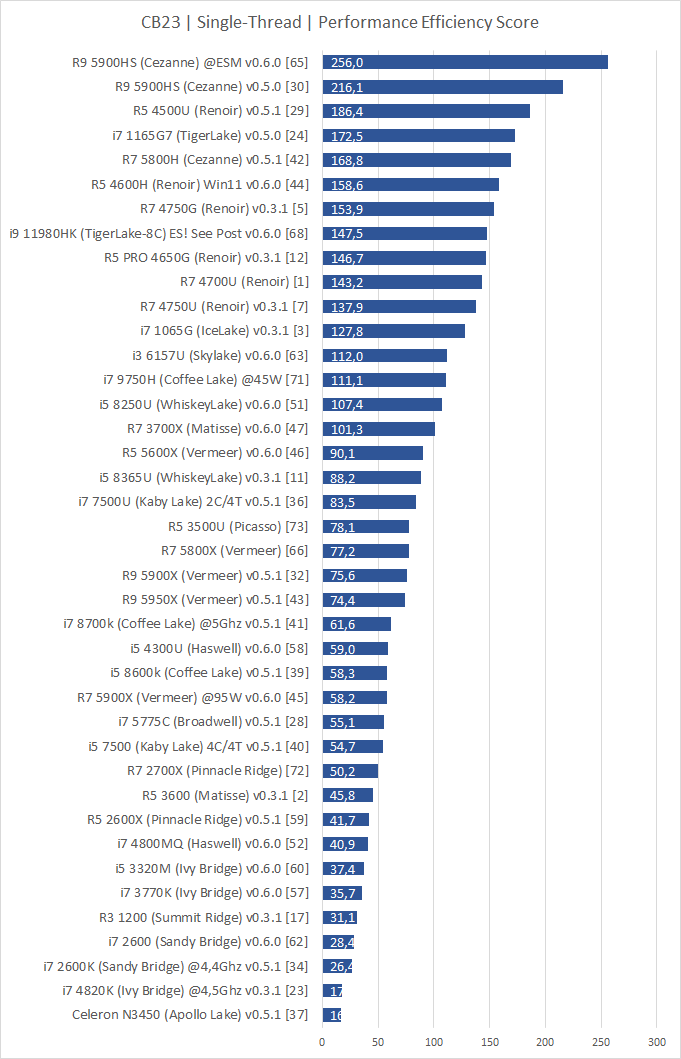 CB23 | Single-Thread | Performance Efficiency Score
R9 5900HS (Cezanne) @ESM v0.6.0 [65] 256,0
R9 5900HS (Cezanne) v0.5.0 [30] 216,1
R5 4500U (Renoir) v0.5.1 [29] 186,4
i7 1165G7 (TigerLake) v0.5.0 [24] 172,5
R7 5800H (Cezanne) v0.5.1 [42] 168,8
R5 4600H (Renoir) Win11 v0.6.0 [44] 158,6
R7 4750G (Renoir) v0.3.1 [5] 153,9
i9 11980HK (TigerLake-8C) ES! See Post v0.6.0 [68] 147,5
R5 PRO 4650G (Renoir) v0.3.1 [12] 146,7
R7 4700U (Renoir) [1] 143,2
R7 4750U (Renoir) v0.3.1 [7] 137,9
i7 1065G (IceLake) v0.3.1 [3] 127,8
i3 6157U (Skylake) v0.6.0 [63] 112,0
i7 9750H (Coffee Lake) @45W [71] 111,1
i5 8250U (WhiskeyLake) v0.6.0 [51] 107,4
R7 3700X (Matisse) v0.6.0 [47] 101,3
R5 5600X (Vermeer) v0.6.0 [46] 90,1
i5 8365U (WhiskeyLake) v0.3.1 [11] 88,2
i7 7500U (Kaby Lake) 2C/4T v0.5.1 [36] 83,5
R5 3500U (Picasso) [73] 78,1
R7 5800X (Vermeer) [66] 77,2
R9 5900X (Vermeer) v0.5.1 [32] 75,6
R9 5950X (Vermeer) v0.5.1 [43] 74,4
i7 8700k (Coffee Lake) @5Ghz v0.5.1 [41] 61,6
i5 4300U (Haswell) v0.6.0 [58] 59,0
i5 8600k (Coffee Lake) v0.5.1 [39] 58,3
R7 5900X (Vermeer) @95W v0.6.0 [45] 58,2
i7 5775C (Broadwell) v0.5.1 [28] 55,1
i5 7500 (Kaby Lake) 4C/4T v0.5.1 [40] 54,7
R7 2700X (Pinnacle Ridge) [72] 50,2
R5 3600 (Matisse) v0.3.1 [2] 45,8
R5 2600X (Pinnacle Ridge) v0.5.1 [59] 41,7
i7 4800MQ (Haswell) v0.6.0 [52] 40,9
i5 3320M (Ivy Bridge) v0.6.0 [60] 37,4
i7 3770K (Ivy Bridge) v0.6.0 [57] 35,7
R3 1200 (Summit Ridge) v0.3.1 [17] 31,1
i7 2600 (Sandy Bridge) v0.6.0 [62] 28,4
i7 2600K (Sandy Bridge) @4,4Ghz v0.5.1 [34] 26,4
i7 4820K (Ivy Bridge) @4,5Ghz v0.3.1 [23]
Celeron N3450 (Apollo Lake) v0.5.1 [37]
0 50 100 150 200 250 300